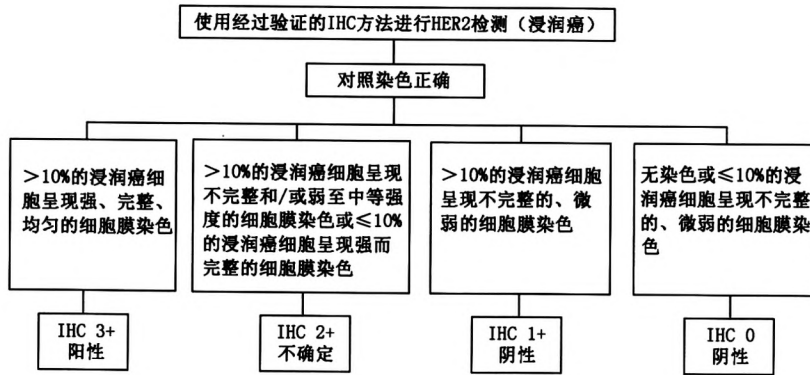 使用经过验证的IHC方法进行HER2检测（浸润癌）
对照染色正确
＞10%的浸润癌细
胞呈现强、完整、
均匀的细胞膜染色
＞10%的浸润癌细胞呈现
不完整和/或弱至中等强
度的细胞膜染色或≤10%
的浸润癌细胞呈现强而
完整的细胞膜染色
＞10%的浸润癌细胞
呈现不完整的、微
弱的细胞膜染色
无染色或≤10%的浸
润癌细胞呈现不完整
的、微弱的细胞膜染
色
IHC 3+
阳性
IHC 2+
不确定
IHC 1+
阴性
IHC 0
阴性